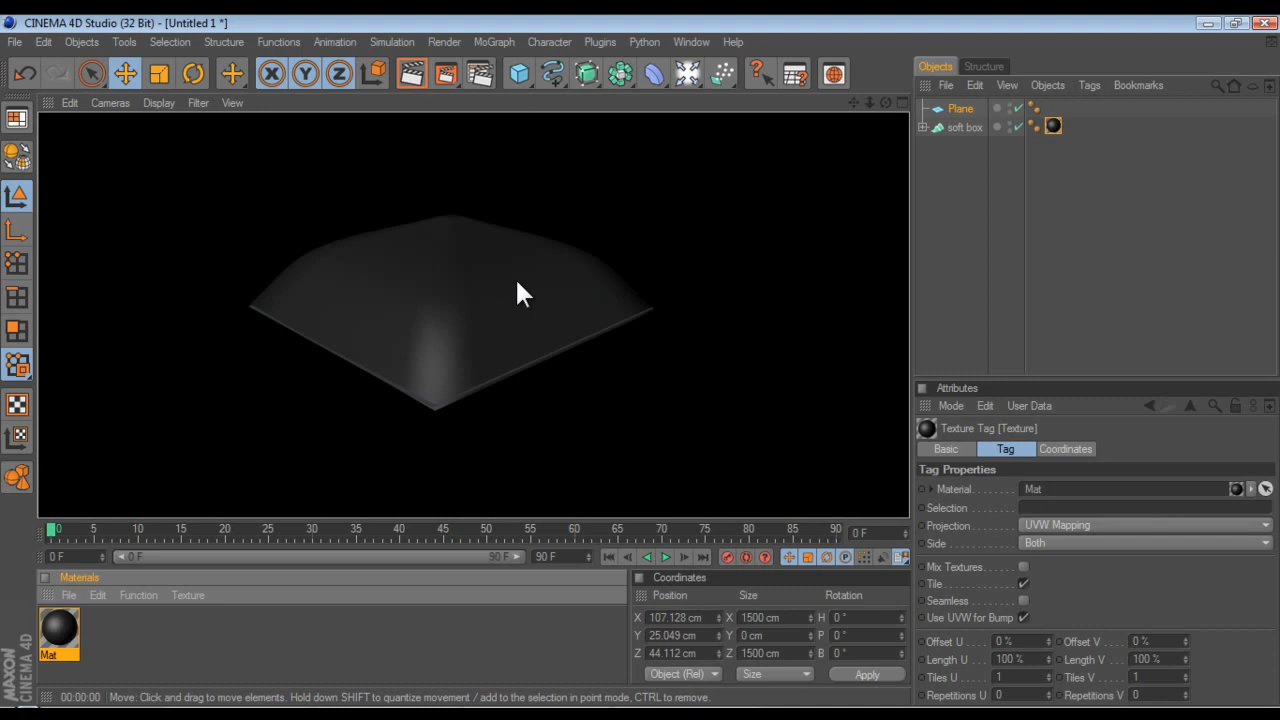 CINEMA 4D Studio (32 Bit) - [Untitled 1 *]
File Edit Objects Tools Selection Structure Functions Animation Simulation Render MoGraph Character Plugins Python Window Help
Objects Structure
File Edit View Objects Tags Bookmarks
Edit Cameras Display Filter View
Plane
soft box
Attributes
Mode Edit User Data
Texture Tag [Texture]
Basic Tag Coordinates
Tag Properties
Material Mat
Selection
Projection UVW Mapping
Side Both
Mix Textures
Tile
Seamless
Use UVW for Bump
Offset U 0 % Offset V 0 %
Length U 100 % Length V 100 %
Tiles U 1 Tiles V 1
Repetitions U 0 Repetitions V 0
0 5 10 15 20 25 30 35 40 45 50 55 60 65 70 75 80 85 90 0 F
0 F 0 F 90 F 90 F
Materials
File Edit Function Texture
Mat
Coordinates
Position Size Rotation
X 107.128 cm X 1500 cm H 0 °
Y 25.049 cm Y 0 cm P 0 °
Z 44.112 cm Z 1500 cm B 0 °
Object (Rel) Size Apply
MAXON CINEMA 4D
00:00:00 Move: Click and drag to move elements. Hold down SHIFT to quantize movement / add to the selection in point mode, CTRL to remove.